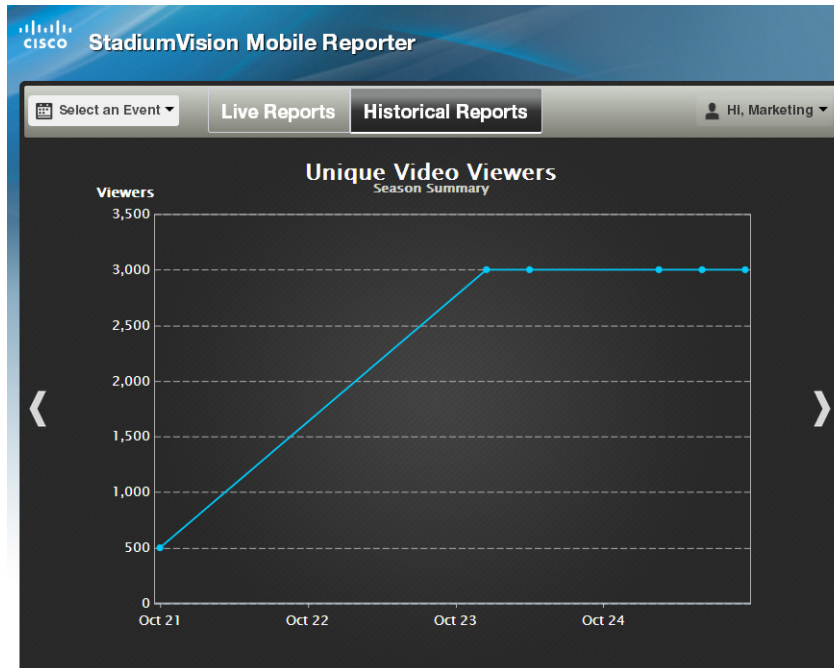 CISCO StadiumVision Mobile Reporter
Select an Event Live Reports Historical Reports Hi, Marketing
Unique Video Viewers
Season Summary
Viewers
3,500
3,000
2,500
2,000
1,500
1,000
500
0
Oct 21 Oct 22 Oct 23 Oct 24